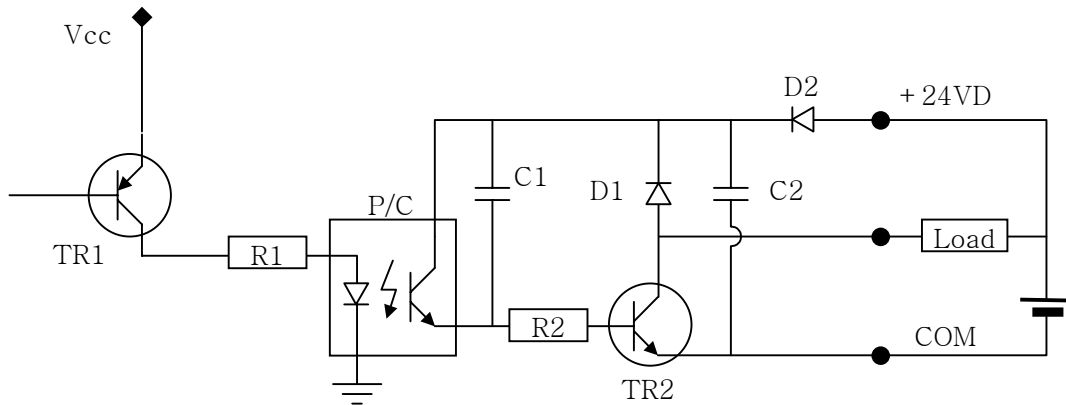 Vcc
D2
+24VD
C1
D1
C2
P/C
TR1
R1
Load
R2
COM
TR2